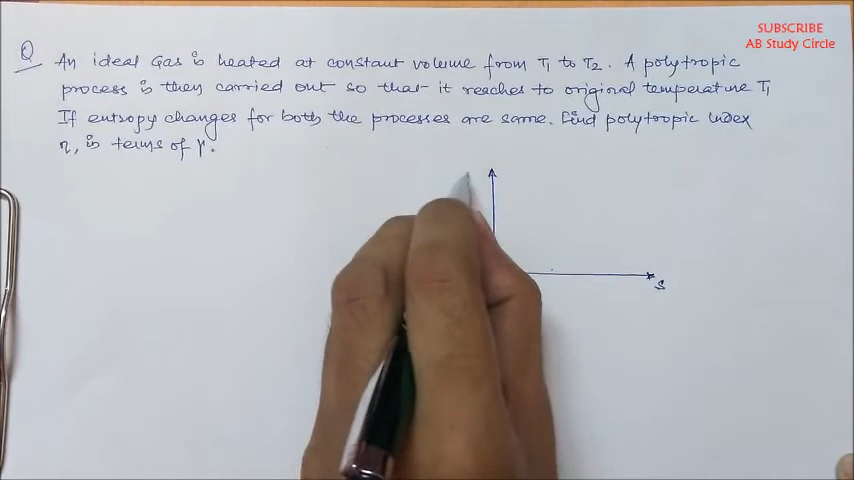 SUBSCRIBE
AB Study Circle
Q An ideal Gas is heated at constant volume from T1 to T2. A polytropic
process is then carried out so that it reaches to original temperature T1
If entropy changes for both the processes are same. Find polytropic index
n, is terms of γ.
S